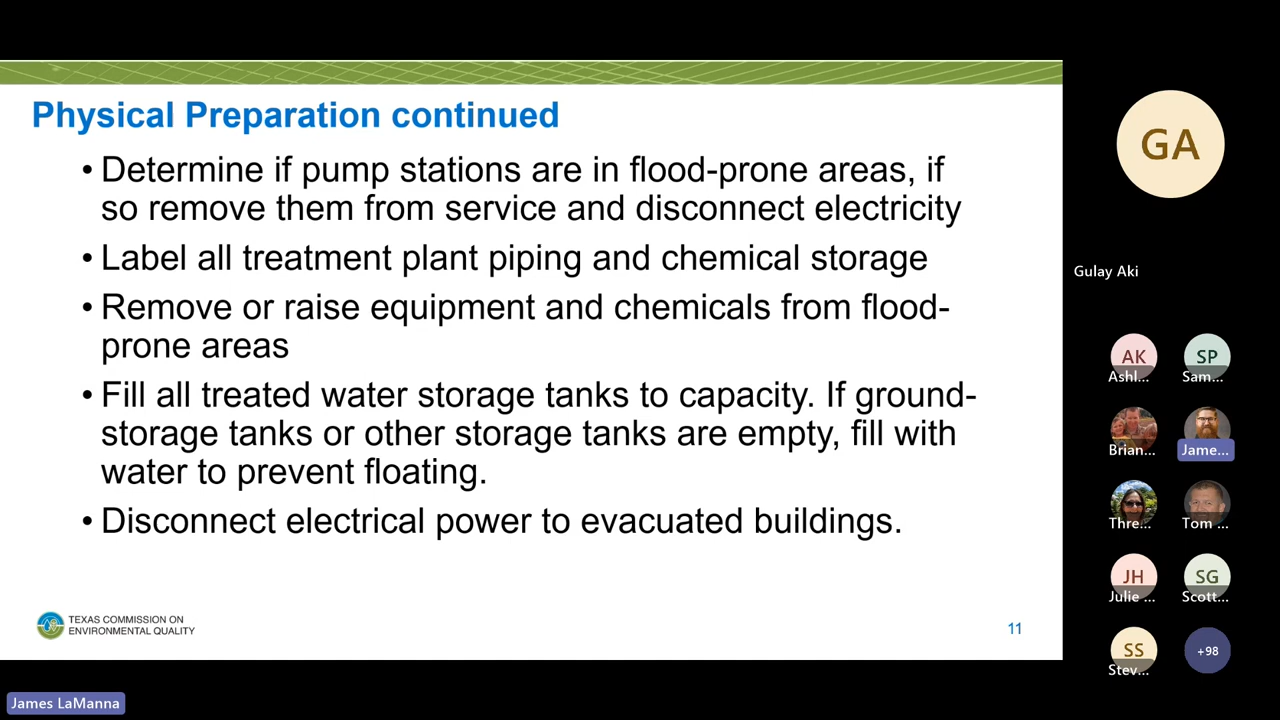 Physical Preparation continued
• Determine if pump stations are in flood-prone areas, if
so remove them from service and disconnect electricity
• Label all treatment plant piping and chemical storage
• Remove or raise equipment and chemicals from flood-
prone areas
• Fill all treated water storage tanks to capacity. If ground-
storage tanks or other storage tanks are empty, fill with
water to prevent floating.
• Disconnect electrical power to evacuated buildings.
TEXAS COMMISSION ON
ENVIRONMENTAL QUALITY
11
GA
Gulay Aki
AK
Ashl...
SP
Sam...
Brian...
Jame...
Thre...
Tom ...
JH
Julie ...
SG
Scott...
SS
Stev...
+98
James LaManna